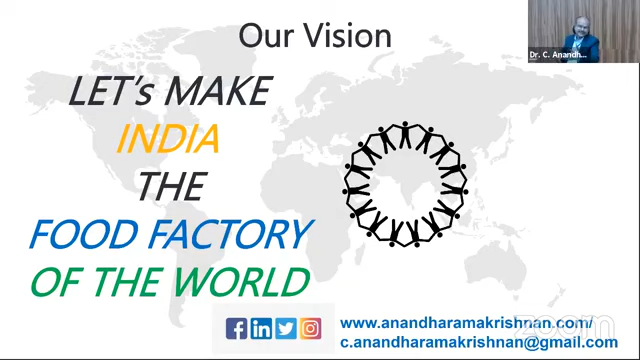 Our Vision
LET's MAKE
INDIA
THE
FOOD FACTORY
OF THE WORLD
www.anandharamakrishnan.com/
c.anandharamakrishnan@gmail.com
Dr. C. Anandh...
zoom